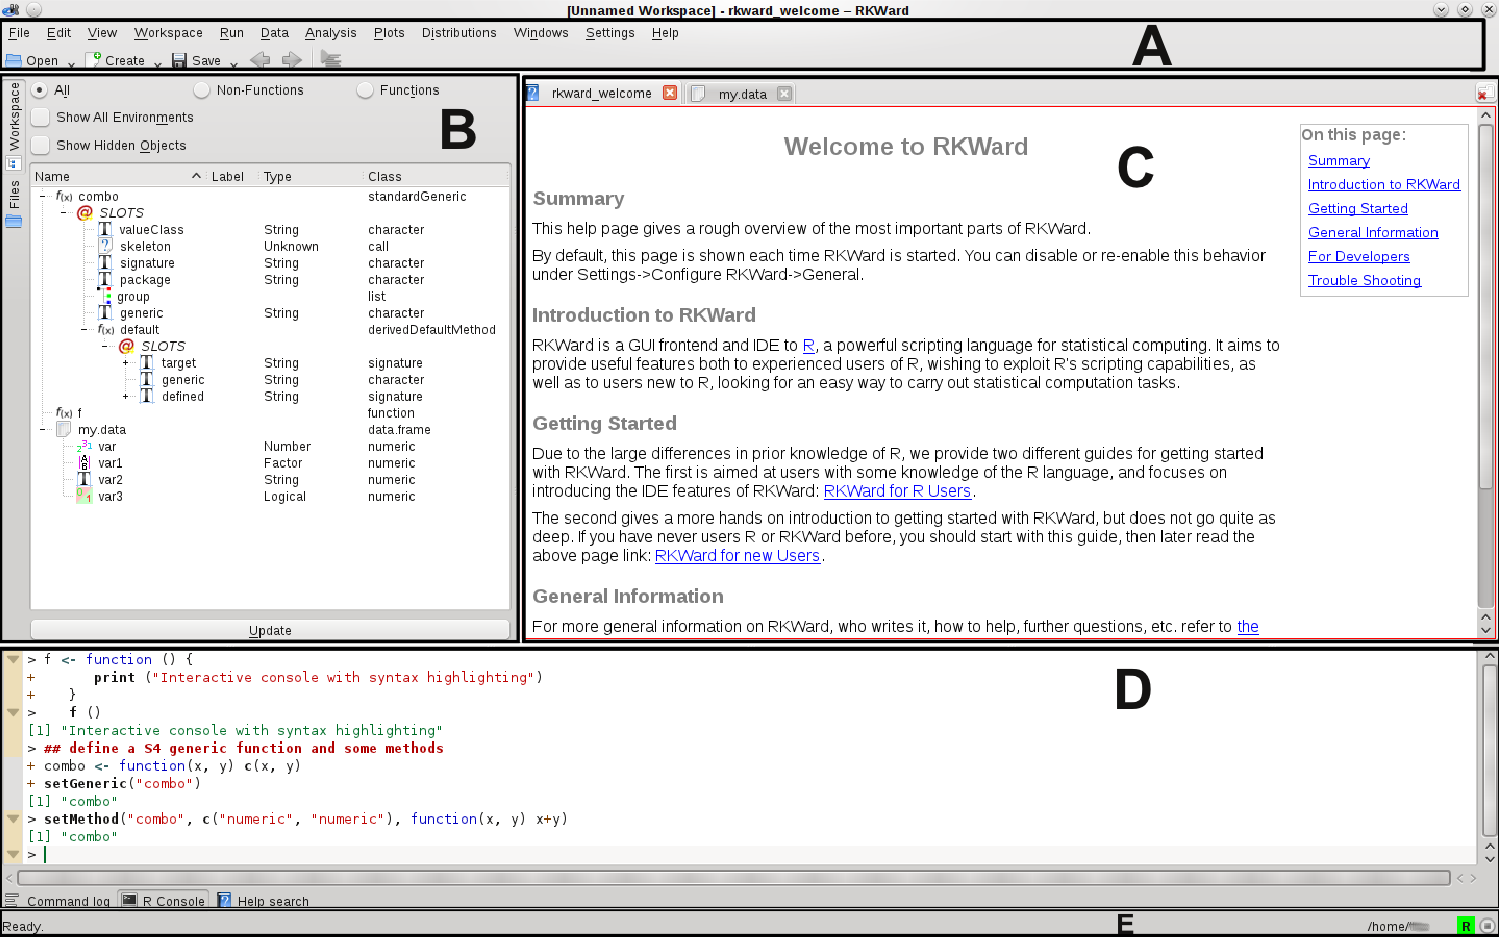 [Unnamed Workspace] - rkward_welcome – RKWard
File Edit View Workspace Run Data Analysis Plots Distributions Windows Settings Help
A
Open Create Save
Workspace
Files
All Non-Functions Functions
Show All Environments
B
Show Hidden Objects
Name Label Type Class
f(x) combo standardGeneric
@ SLOTS
T valueClass String character
? skeleton Unknown call
T signature String character
T package String character
group list
T generic String character
f(x) default derivedDefaultMethod
@ SLOTS
T target String signature
T generic String character
T defined String signature
f(x) f function
my.data data.frame
231 var Number numeric
AB var1 Factor numeric
T var2 String numeric
01 var3 Logical numeric
Update
rkward_welcome my.data
C
Welcome to RKWard
Summary
This help page gives a rough overview of the most important parts of RKWard.
By default, this page is shown each time RKWard is started. You can disable or re-enable this behavior
under Settings->Configure RKWard->General.
Introduction to RKWard
RKWard is a GUI frontend and IDE to R, a powerful scripting language for statistical computing. It aims to
provide useful features both to experienced users of R, wishing to exploit R's scripting capabilities, as
well as to users new to R, looking for an easy way to carry out statistical computation tasks.
Getting Started
Due to the large differences in prior knowledge of R, we provide two different guides for getting started
with RKWard. The first is aimed at users with some knowledge of the R language, and focuses on
introducing the IDE features of RKWard: RKWard for R Users.
The second gives a more hands on introduction to getting started with RKWard, but does not go quite as
deep. If you have never users R or RKWard before, you should start with this guide, then later read the
above page link: RKWard for new Users.
General Information
For more general information on RKWard, who writes it, how to help, further questions, etc. refer to the
On this page:
Summary
Introduction to RKWard
Getting Started
General Information
For Developers
Trouble Shooting
D
> f <- function () {
+ print ("Interactive console with syntax highlighting")
+ }
> f ()
[1] "Interactive console with syntax highlighting"
> ## define a S4 generic function and some methods
+ combo <- function(x, y) c(x, y)
+ setGeneric("combo")
[1] "combo"
> setMethod("combo", c("numeric", "numeric"), function(x, y) x+y)
[1] "combo"
>
Command log R Console Help search
E
Ready. /home/ R